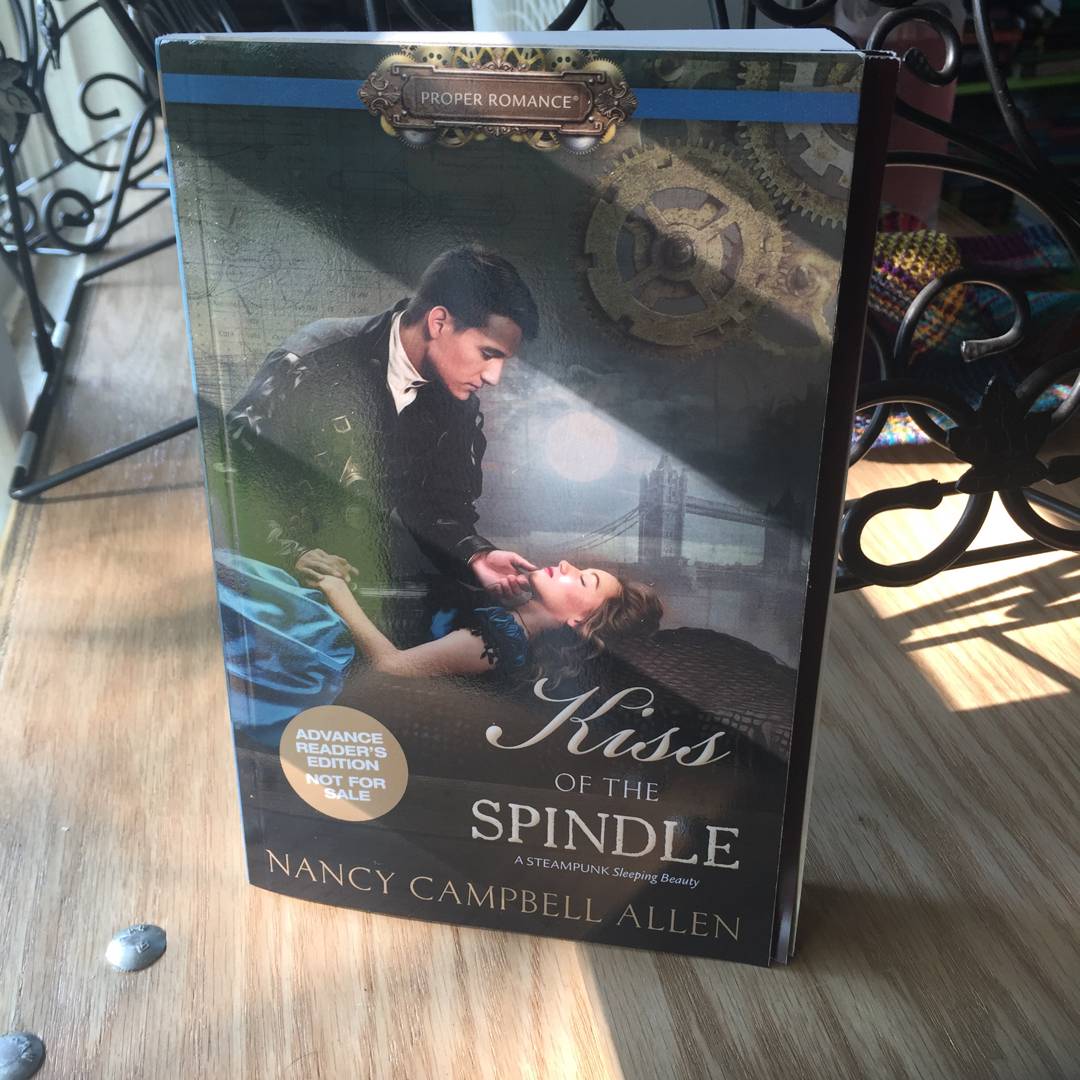 PROPER ROMANCE®
ADVANCE
READER'S
EDITION
NOT FOR
SALE
Kiss
OF THE
SPINDLE
A STEAMPUNK Sleeping Beauty
NANCY CAMPBELL ALLEN